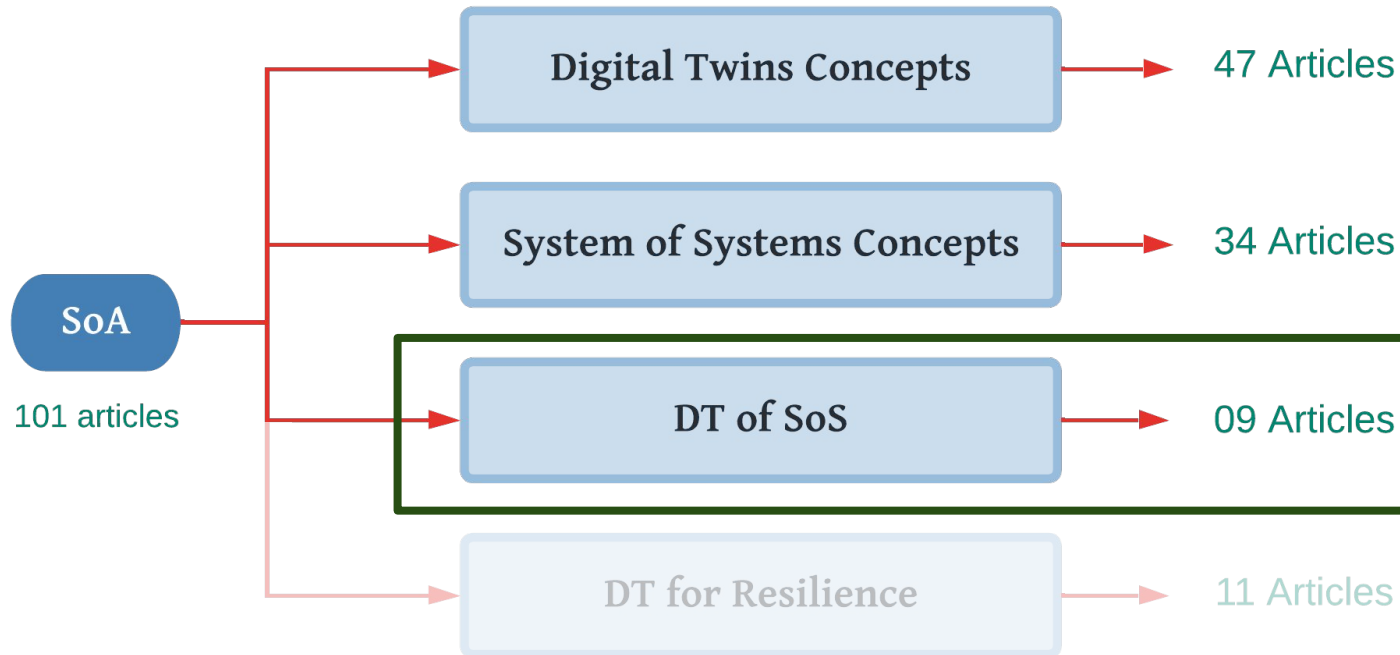 Digital Twins Concepts
47 Articles
System of Systems Concepts
34 Articles
SoA
101 articles
DT of SoS
09 Articles
DT for Resilience
11 Articles